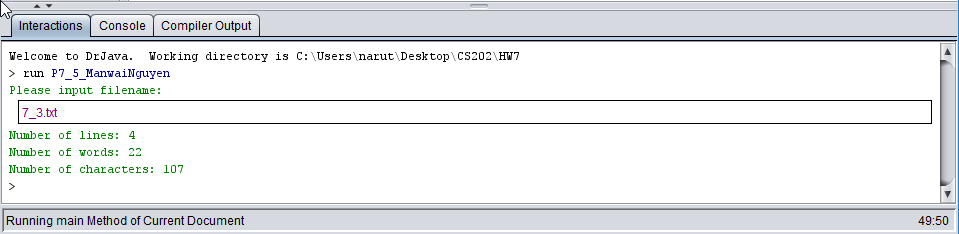 Interactions Console Compiler Output
Welcome to DrJava.  Working directory is C:\Users\narut\Desktop\CS202\HW7
> run P7_5_ManwaiNguyen
Please input filename:
7_3.txt
Number of lines: 4
Number of words: 22
Number of characters: 107
>
Running main Method of Current Document 49:50